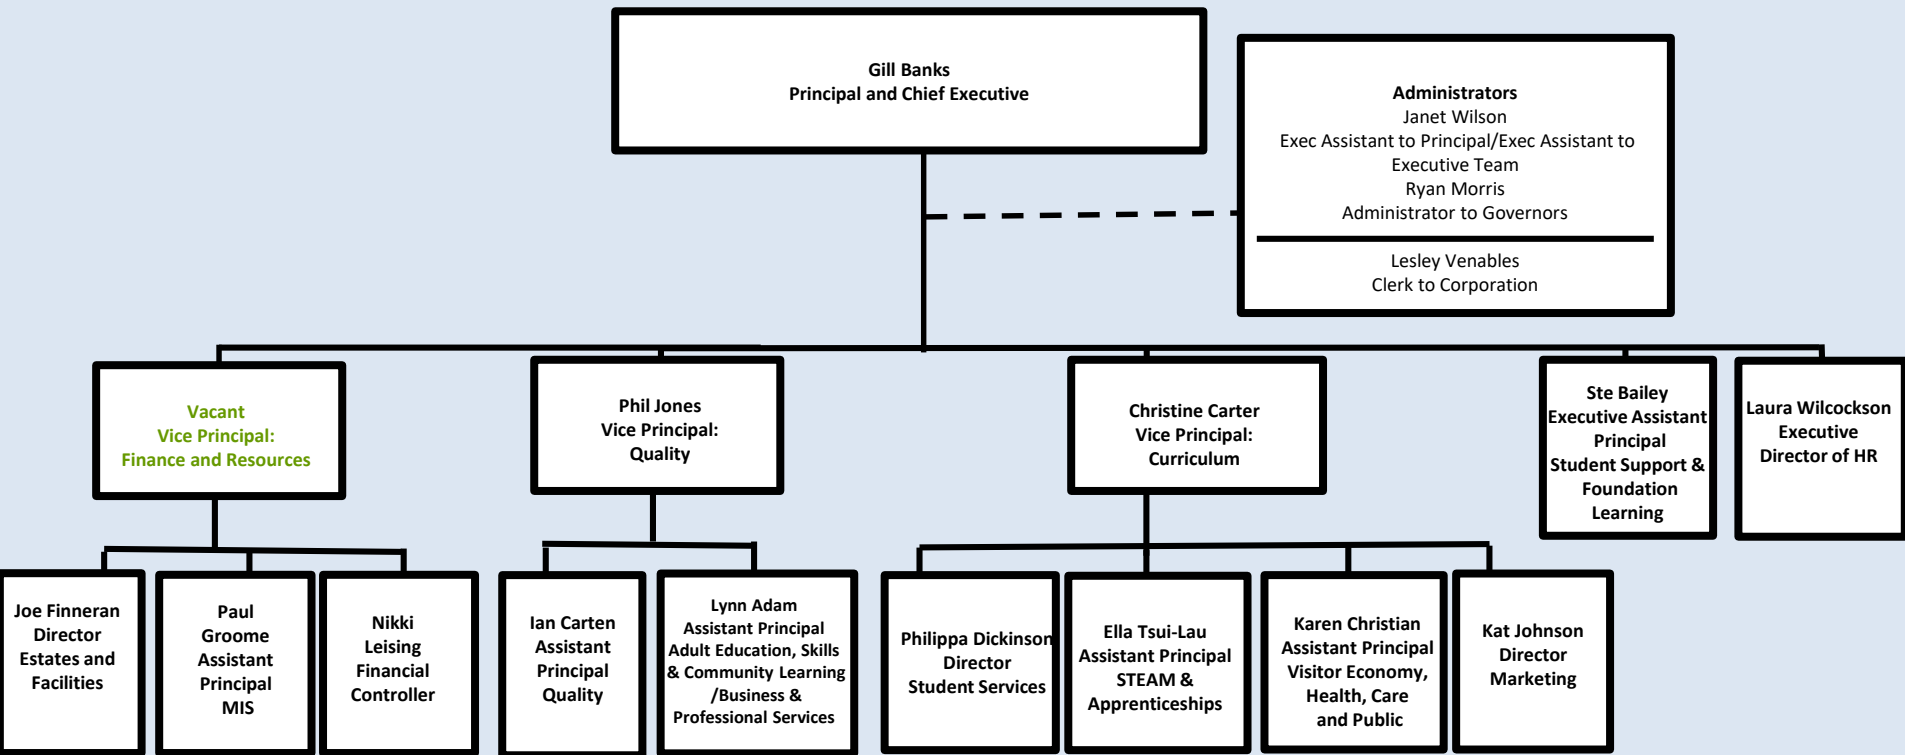 Gill Banks
Principal and Chief Executive
Administrators
Janet Wilson
Exec Assistant to Principal/Exec Assistant to
Executive Team
Ryan Morris
Administrator to Governors
Lesley Venables
Clerk to Corporation
Vacant
Vice Principal:
Finance and Resources
Phil Jones
Vice Principal:
Quality
Christine Carter
Vice Principal:
Curriculum
Ste Bailey
Executive Assistant
Principal
Student Support &
Foundation
Learning
Laura Wilcockson
Executive
Director of HR
Joe Finneran
Director
Estates and
Facilities
Paul
Groome
Assistant
Principal
MIS
Nikki
Leising
Financial
Controller
Ian Carten
Assistant
Principal
Quality
Lynn Adam
Assistant Principal
Adult Education, Skills
& Community Learning
/Business &
Professional Services
Philippa Dickinson
Director
Student Services
Ella Tsui-Lau
Assistant Principal
STEAM &
Apprenticeships
Karen Christian
Assistant Principal
Visitor Economy,
Health, Care
and Public
Kat Johnson
Director
Marketing